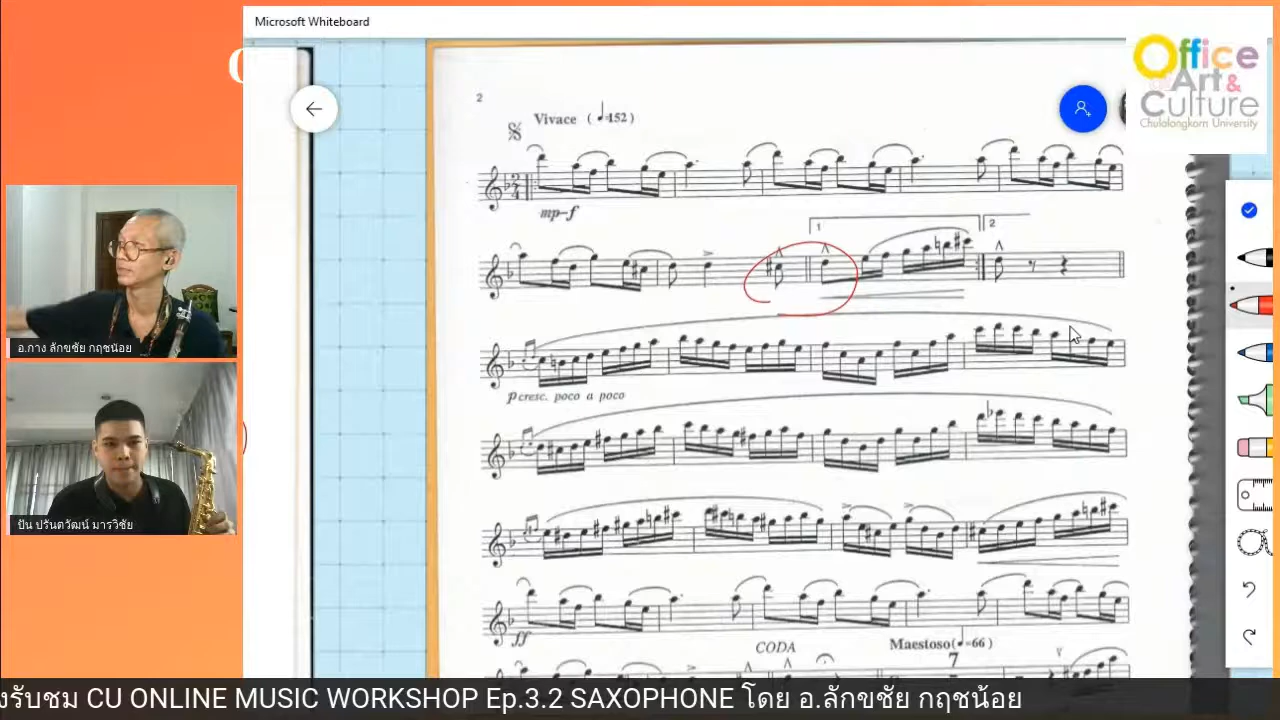 Microsoft Whiteboard
Office
of Art &
Culture
Chulalongkorn University
2
Vivace ( ♩=152 )
mp-f
1
2
p cresc. poco a poco
ff
CODA
Maestoso(♩=66)
7
อ.กาง ลักขชัย กฤชน้อย
ปัน ปรันตวัฒน์ มารวิชัย
งรับชม CU ONLINE MUSIC WORKSHOP Ep.3.2 SAXOPHONE โดย อ.ลักขชัย กฤชน้อย